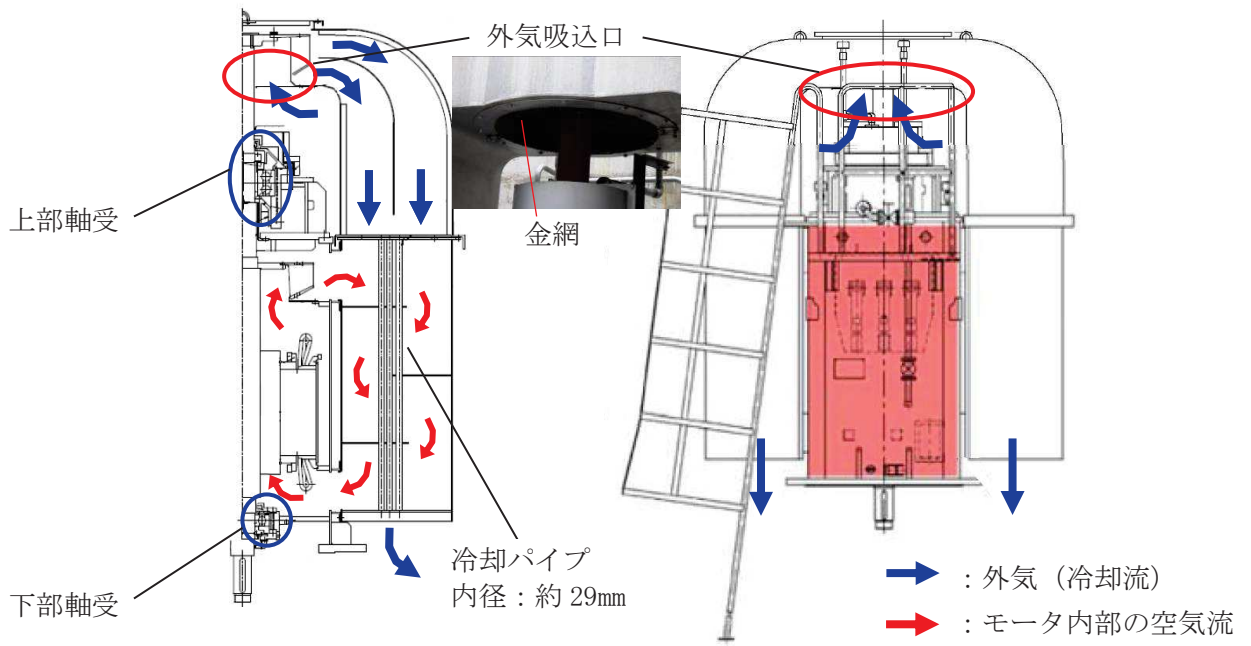 外気吸込口
上部軸受
金網
冷却パイプ
内径：約 29mm
下部軸受
：外気（冷却流）
：モータ内部の空気流